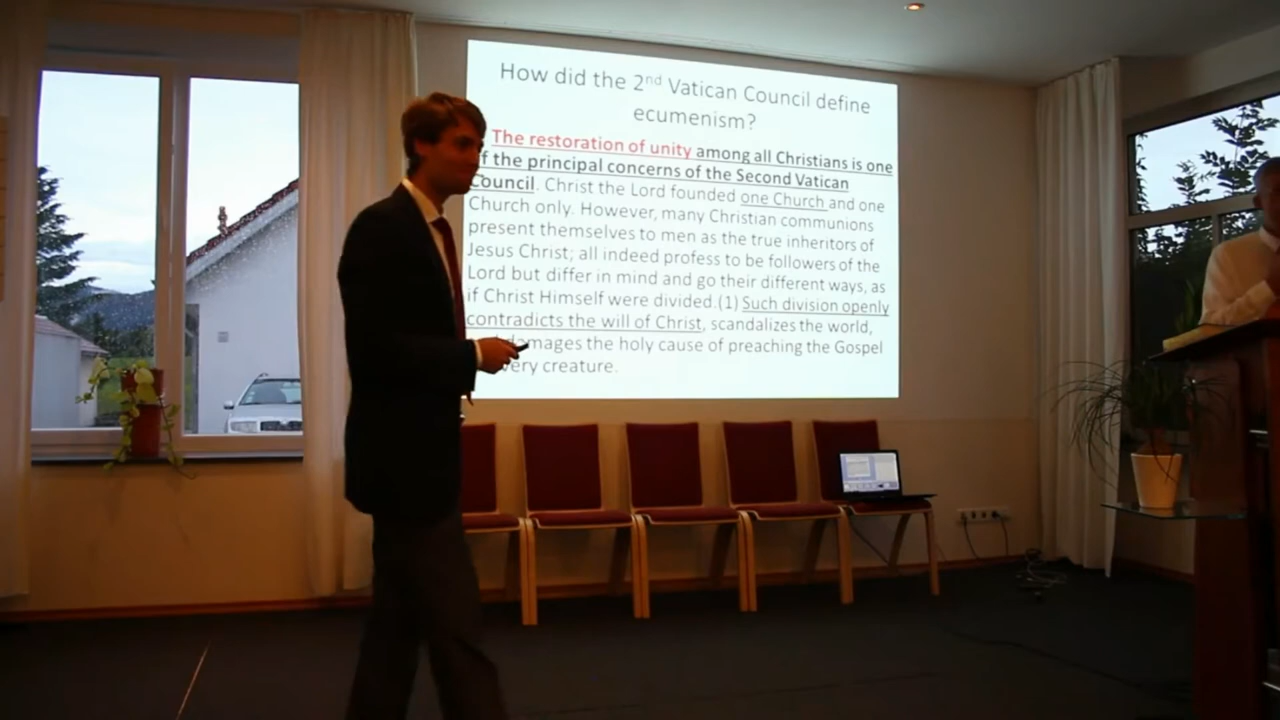 How did the 2nd Vatican Council define
ecumenism?
The restoration of unity among all Christians is one
of the principal concerns of the Second Vatican
Council. Christ the Lord founded one Church and one
Church only. However, many Christian communions
present themselves to men as the true inheritors of
Jesus Christ; all indeed profess to be followers of the
Lord but differ in mind and go their different ways, as
if Christ Himself were divided.(1) Such division openly
contradicts the will of Christ, scandalizes the world,
damages the holy cause of preaching the Gospel
every creature.